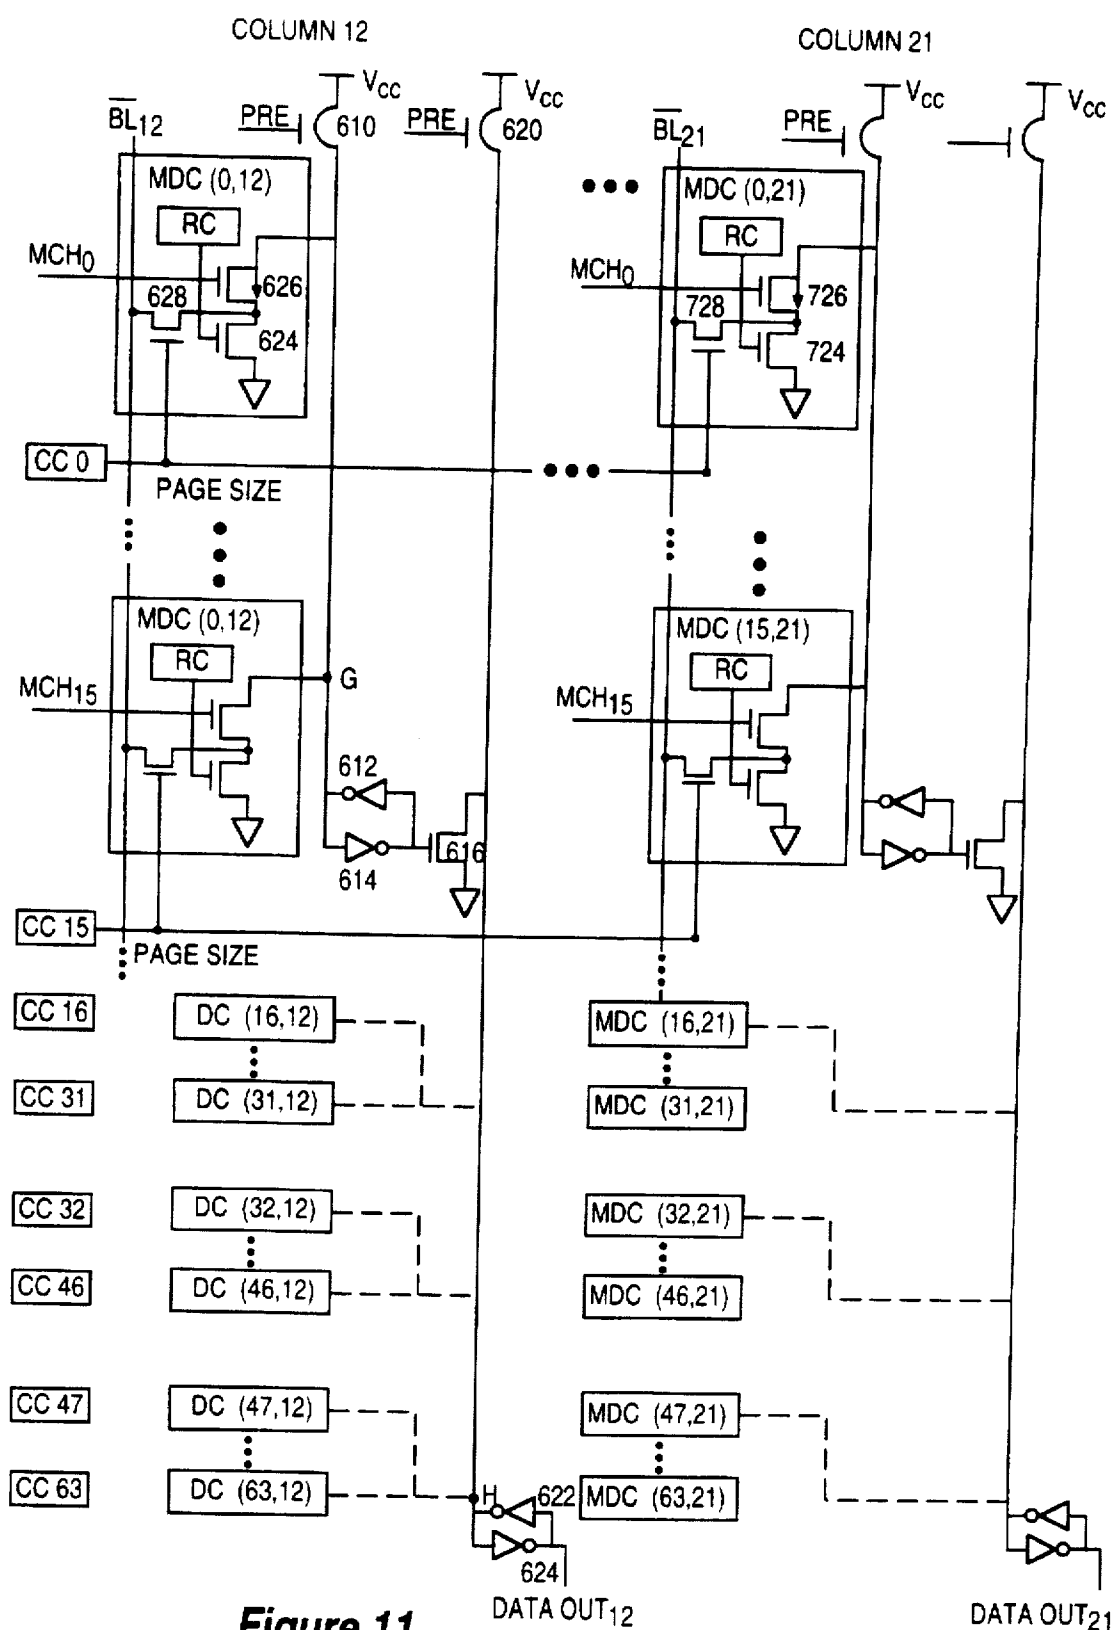 COLUMN 12
COLUMN 21
VCC
VCC
VCC
VCC
BL12
PRE
610
PRE
620
BL21
PRE
MDC (0,12)
RC
MCH0
628
626
624
MDC (0,21)
RC
MCH0
728
726
724
CC 0
PAGE SIZE
MDC (0,12)
RC
G
MCH15
612
616
614
MDC (15,21)
RC
MCH15
CC 15
PAGE SIZE
CC 16
DC (16,12)
MDC (16,21)
CC 31
DC (31,12)
MDC (31,21)
CC 32
DC (32,12)
MDC (32,21)
CC 46
DC (46,12)
MDC (46,21)
CC 47
DC (47,12)
MDC (47,21)
CC 63
DC (63,12)
H
622
MDC (63,21)
624
DATA OUT12
DATA OUT21
Figure 11